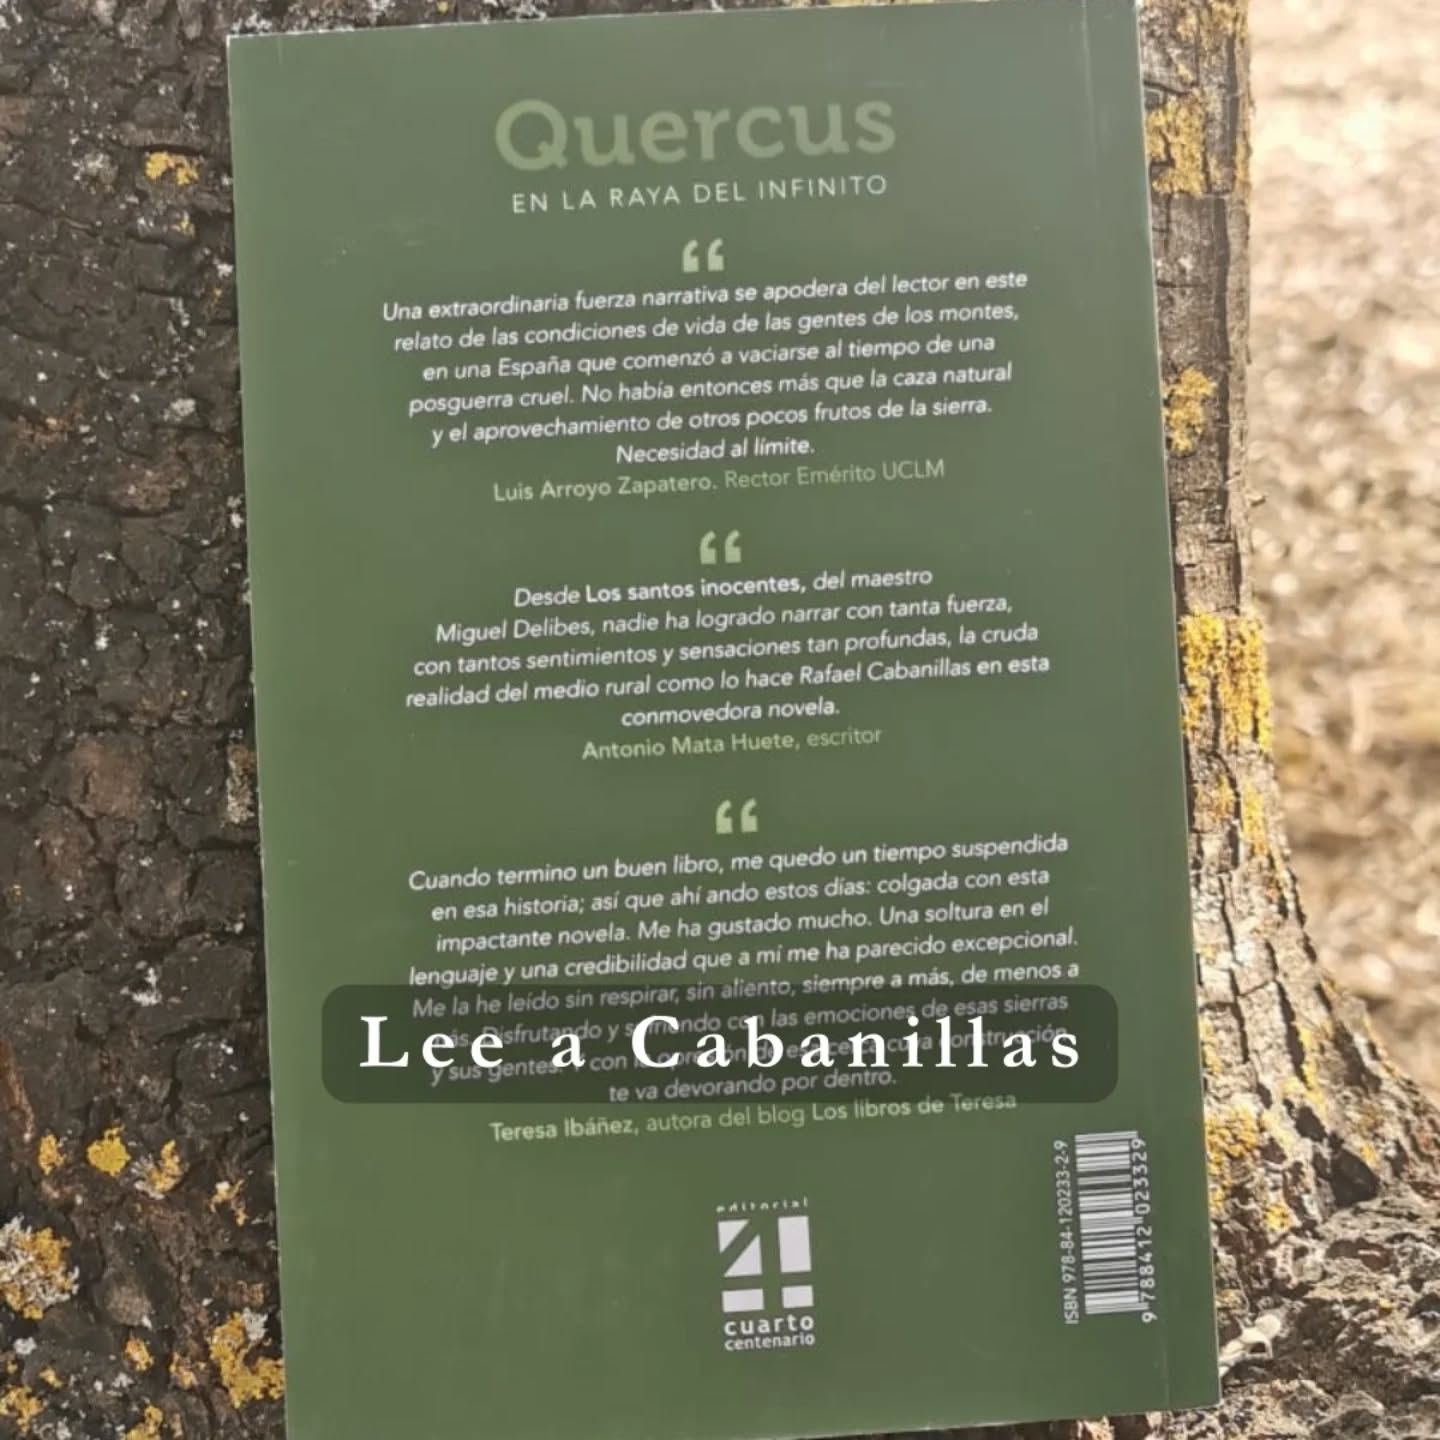 Quercus
EN LA RAYA DEL INFINITO
“
Una extraordinaria fuerza narrativa se apodera del lector en este
relato de las condiciones de vida de las gentes de los montes,
en una España que comenzó a vaciarse al tiempo de una
posguerra cruel. No había entonces más que la caza natural
y el aprovechamiento de otros pocos frutos de la sierra.
Necesidad al límite.
Luis Arroyo Zapatero. Rector Emérito UCLM
“
Desde Los santos inocentes, del maestro
Miguel Delibes, nadie ha logrado narrar con tanta fuerza,
con tantos sentimientos y sensaciones tan profundas, la cruda
realidad del medio rural como lo hace Rafael Cabanillas en esta
conmovedora novela.
Antonio Mata Huete, escritor
“
Cuando termino un buen libro, me quedo un tiempo suspendida
en esa historia; así que ahí ando estos días: colgada con esta
impactante novela. Me ha gustado mucho. Una soltura en el
lenguaje y una credibilidad que a mí me ha parecido excepcional.
Me la he leído sin respirar, sin aliento, siempre a más, de menos a
más. Disfrutando y sufriendo con las emociones de esas sierras
y sus gentes. Y con la opresión de cuya construcción
te va devorando por dentro.
Lee a Cabanillas
Teresa Ibáñez, autora del blog Los libros de Teresa
editorial
4
cuarto
centenario
ISBN 978-84-120233-2-9
9 788412 023329